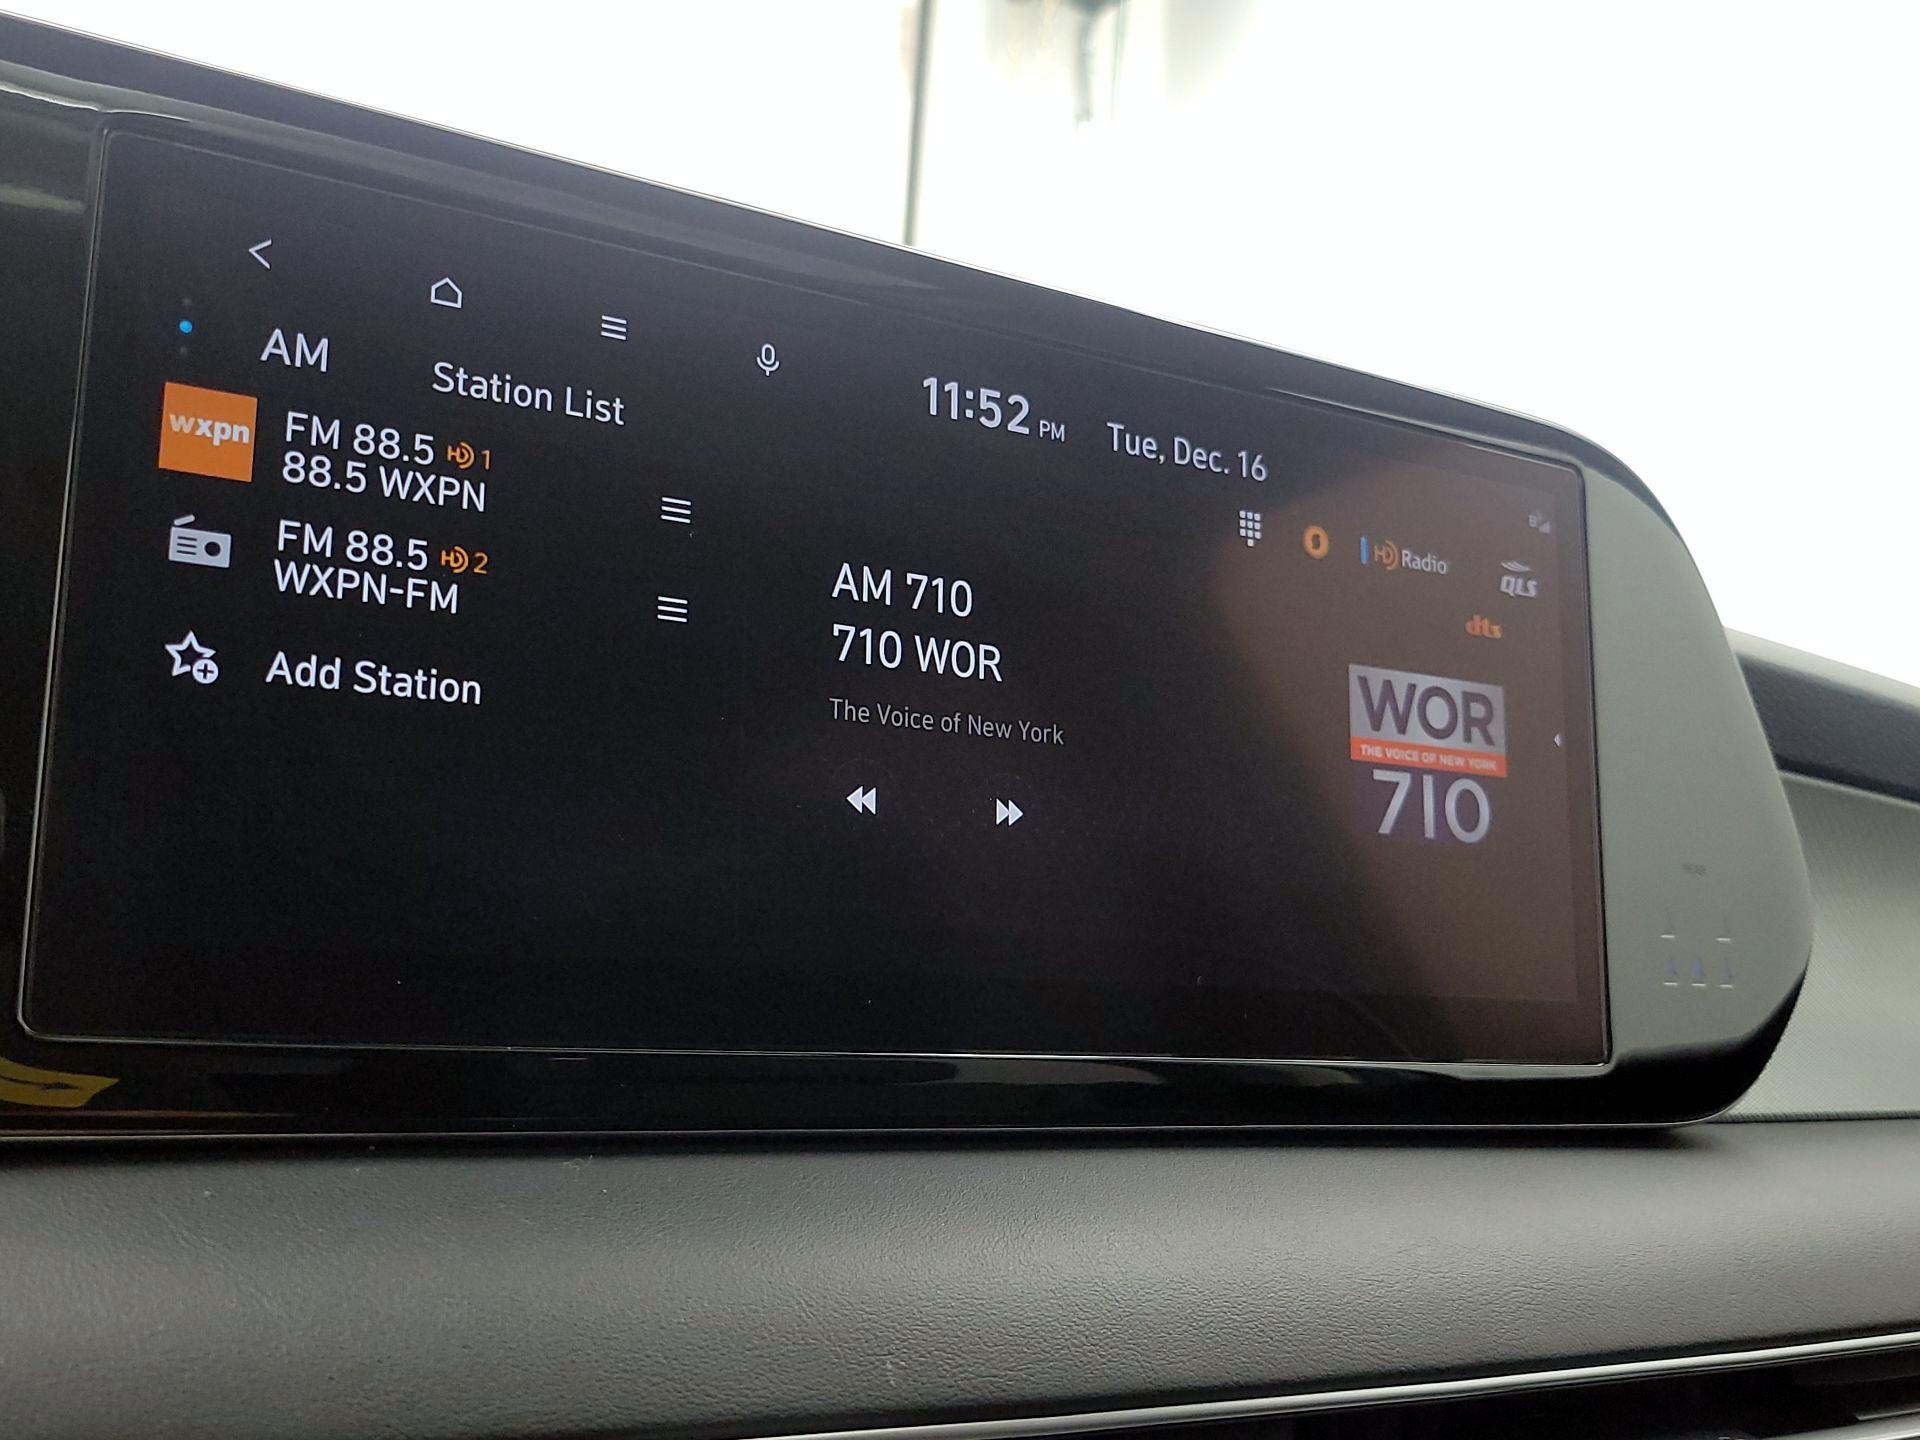 AM
Station List
11:52 PM
Tue, Dec. 16
wxpn
FM 88.5 HD 1
88.5 WXPN
FM 88.5 HD 2
WXPN-FM
Add Station
HD Radio
QLS
dts
AM 710
710 WOR
The Voice of New York
WOR
THE VOICE OF NEW YORK
710